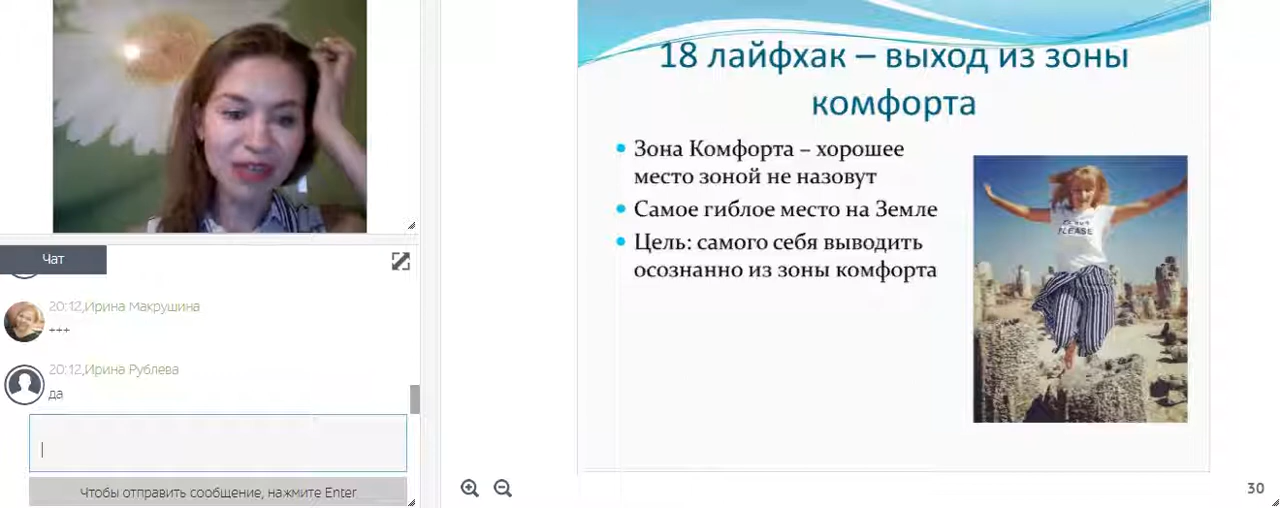 18 лайфхак – выход из зоны
комфорта
Зона Комфорта – хорошее
место зоной не назовут
Самое гиблое место на Земле
Цель: самого себя выводить
осознанно из зоны комфорта
PLEASE
Чат
20:12,Ирина Макрушина
+++
20:12,Ирина Рублева
да
Чтобы отправить сообщение, нажмите Enter
30